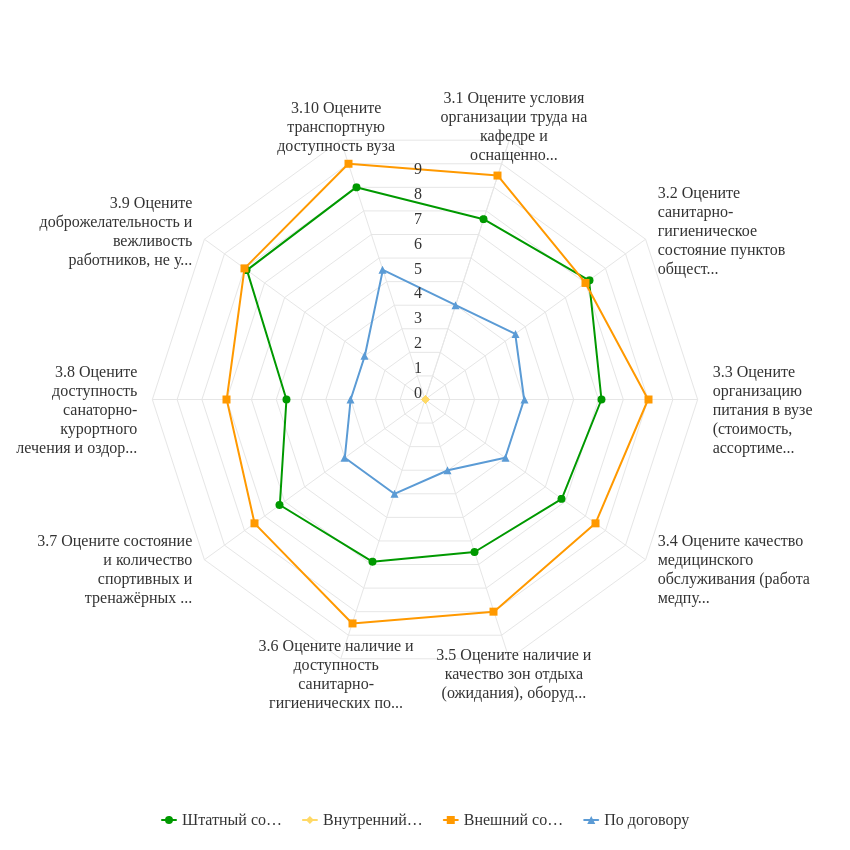 3.10 Оцените
транспортную
доступность вуза
3.1 Оцените условия
организации труда на
кафедре и
оснащенно...
3.2 Оцените
санитарно-
гигиеническое
состояние пунктов
общест...
3.3 Оцените
организацию
питания в вузе
(стоимость,
ассортиме...
3.4 Оцените качество
медицинского
обслуживания (работа
медпу...
3.5 Оцените наличие и
качество зон отдыха
(ожидания), оборуд...
3.6 Оцените наличие и
доступность
санитарно-
гигиенических по...
3.7 Оцените состояние
и количество
спортивных и
тренажёрных ...
3.8 Оцените
доступность
санаторно-
курортного
лечения и оздор...
3.9 Оцените
доброжелательность и
вежливость
работников, не у...
9
8
7
6
5
4
3
2
1
0
Штатный со…
Внутренний…
Внешний со…
По договору